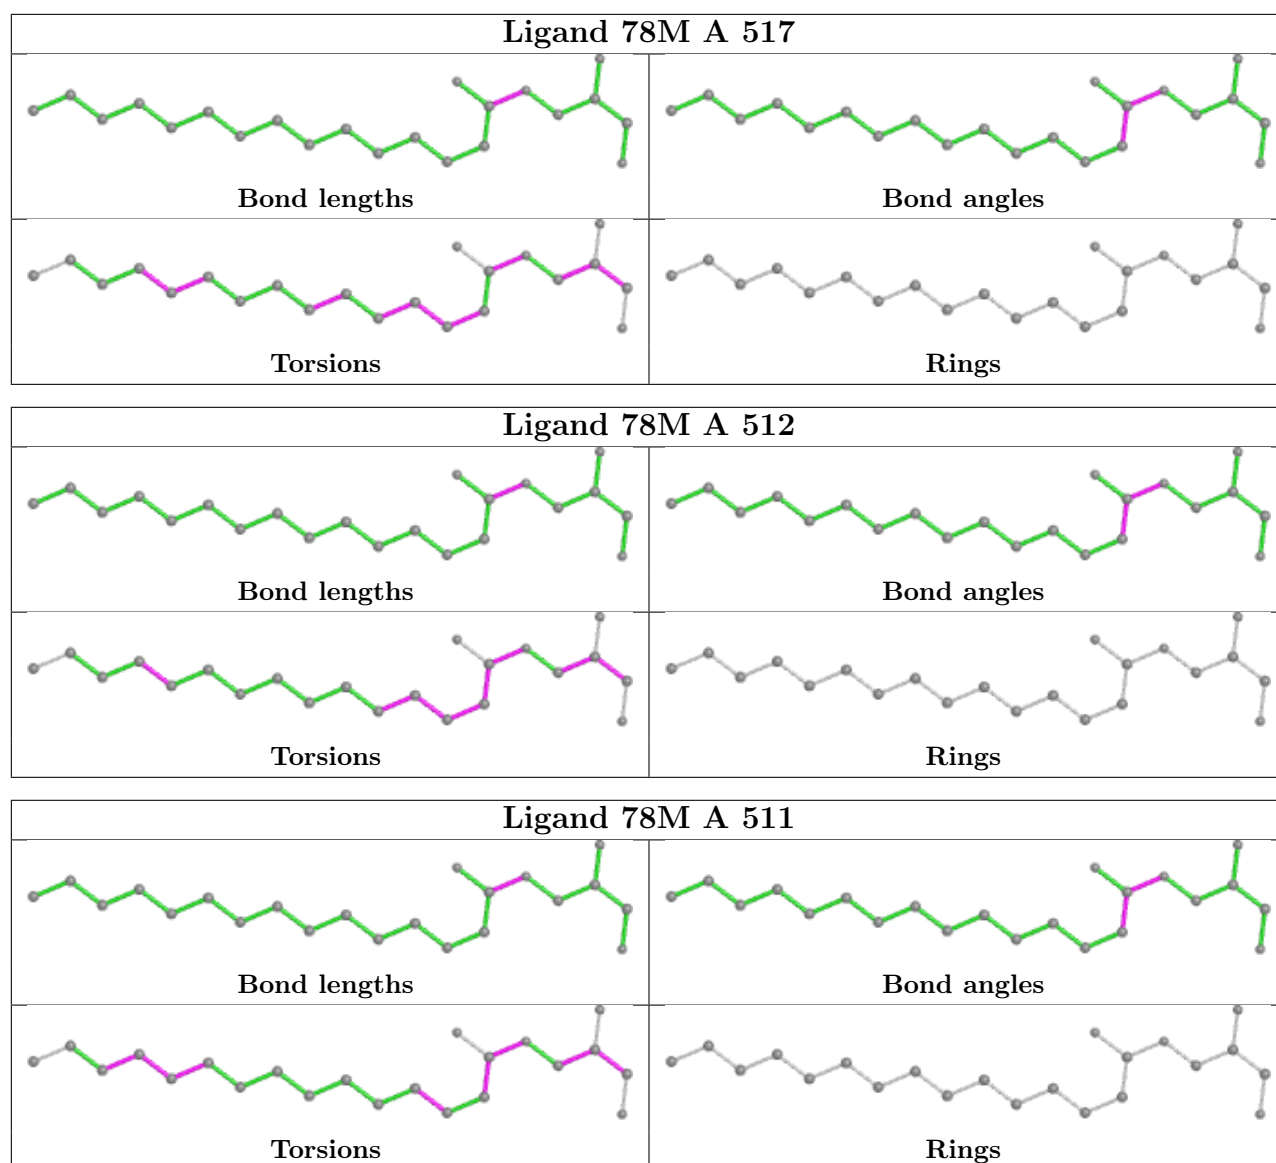 Ligand 78M A 517
Bond lengths
Bond angles
Torsions
Rings
Ligand 78M A 512
Bond lengths
Bond angles
Torsions
Rings
Ligand 78M A 511
Bond lengths
Bond angles
Torsions
Rings